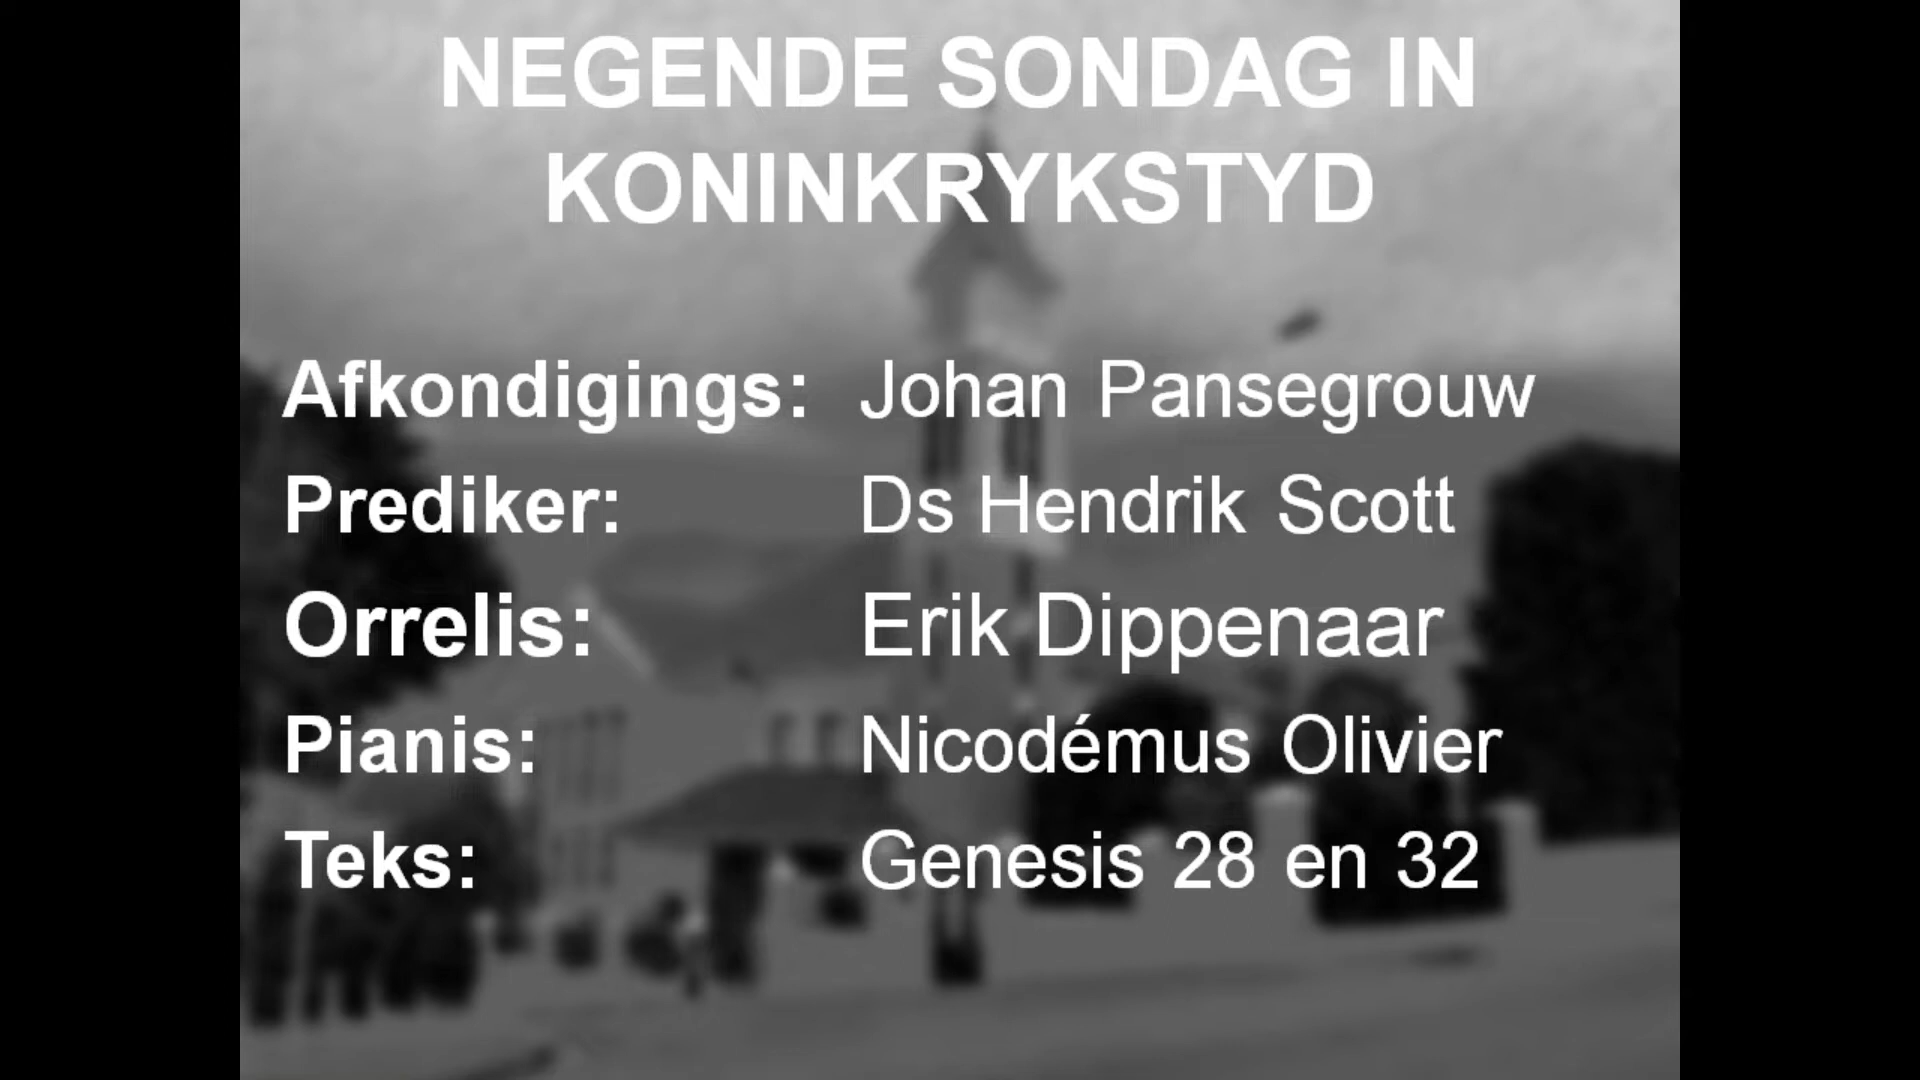 NEGENDE SONDAG IN
KONINKRYKSTYD
Afkondigings: Johan Pansegrouw
Prediker: Ds Hendrik Scott
Orrelis: Erik Dippenaar
Pianis: Nicodémus Olivier
Teks: Genesis 28 en 32